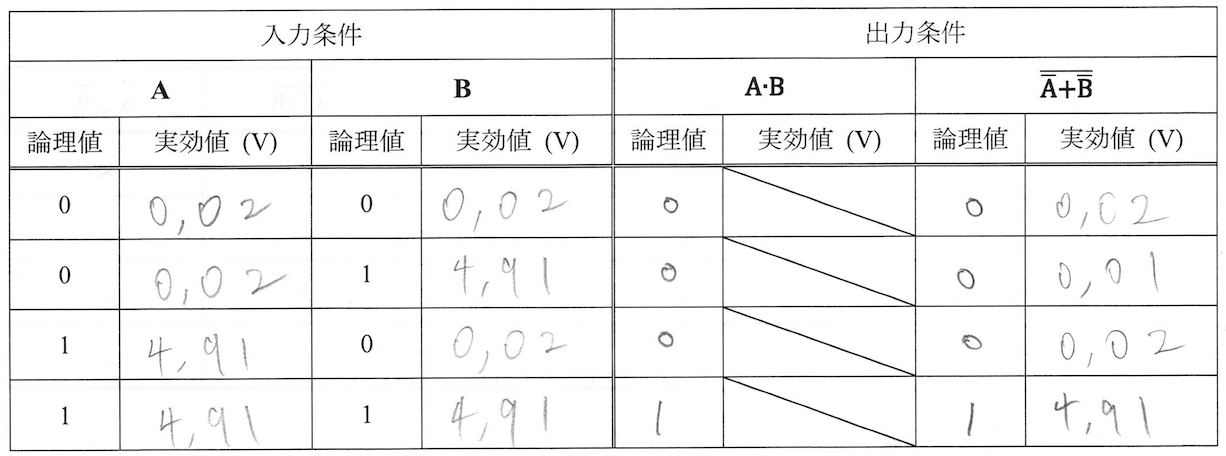 入力条件 出力条件
A B A·B A̿+B̿
論理値 実効値 (V) 論理値 実効値 (V) 論理値 実効値 (V) 論理値 実効値 (V)
0 0,02 0 0,02 0 0 0,02
0 0,02 1 4,91 0 0 0,01
1 4,91 0 0,02 0 0 0,02
1 4,91 1 4,91 1 1 4,91